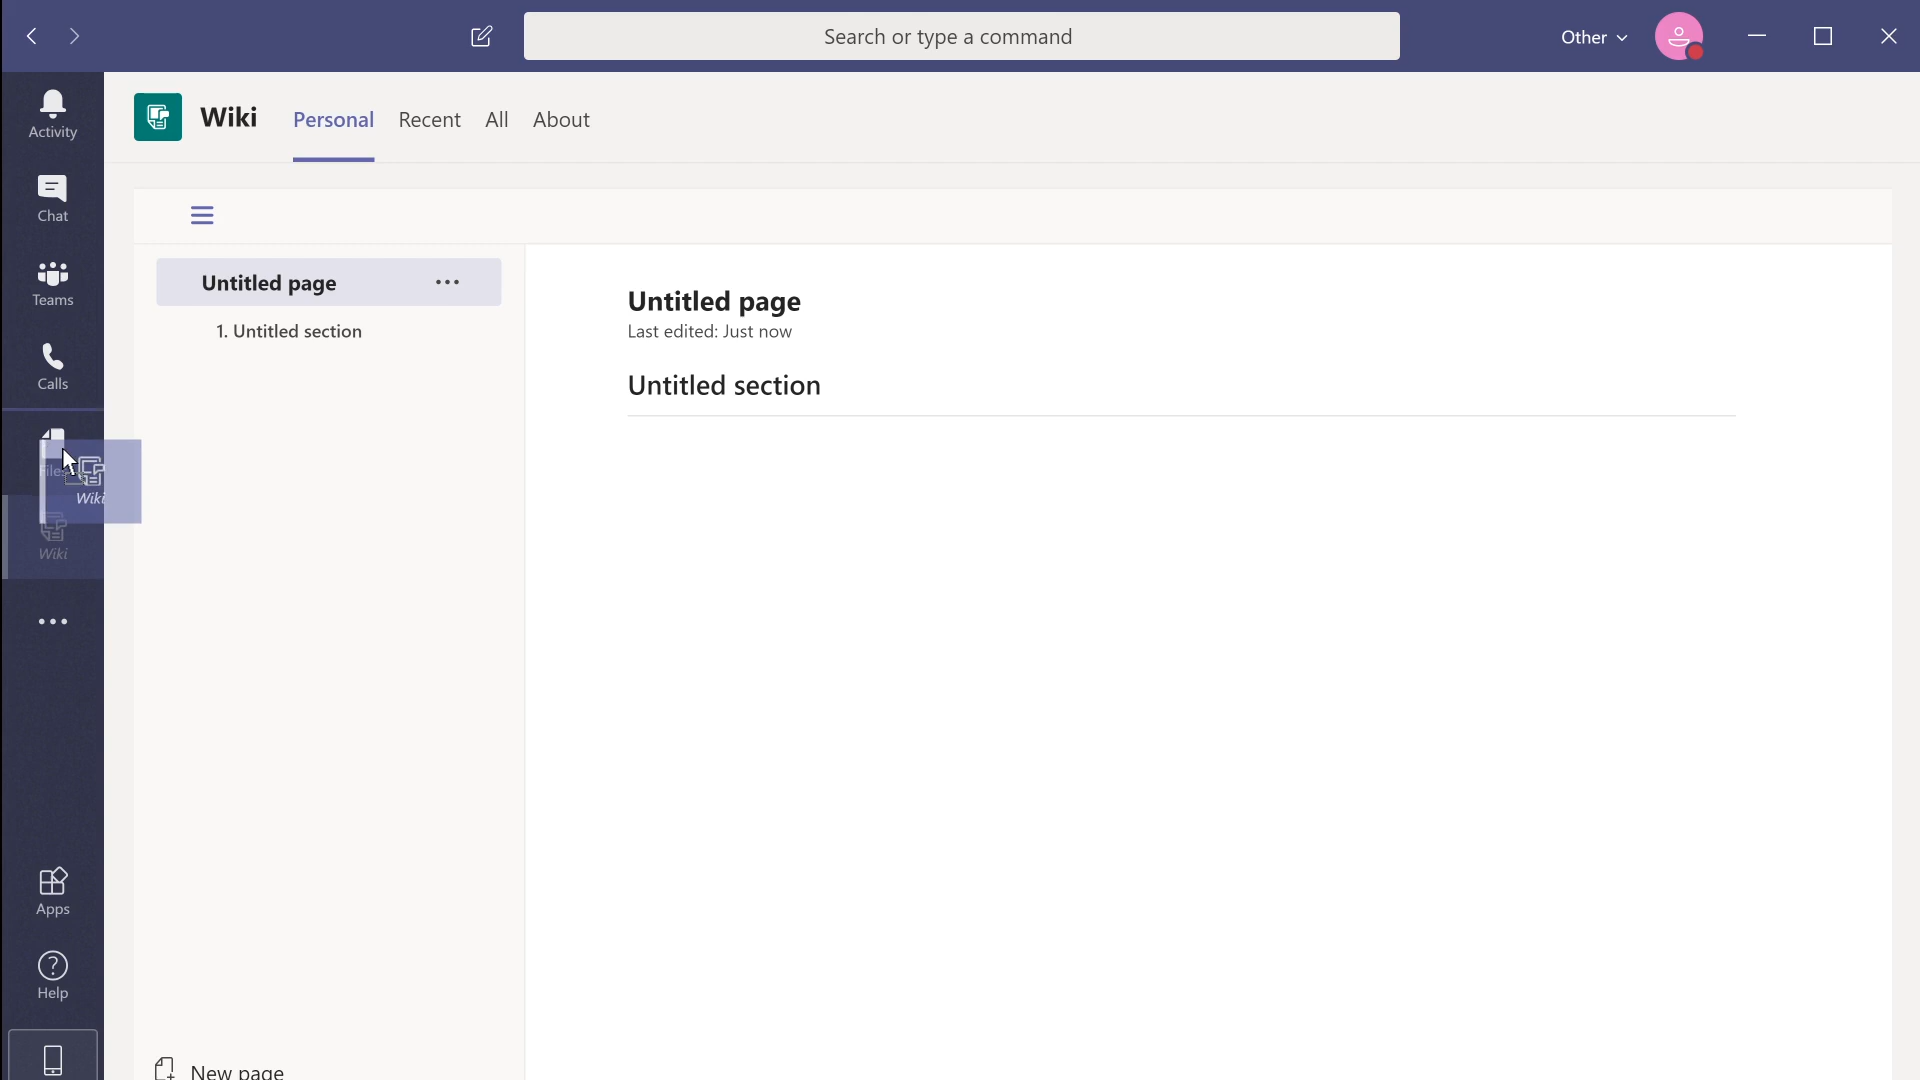 Search or type a command
Other
Activity
Chat
Teams
Calls
Files
Wiki
Wiki
Apps
Help
Wiki
Personal
Recent
All
About
Untitled page
1. Untitled section
New page
Untitled page
Last edited: Just now
Untitled section